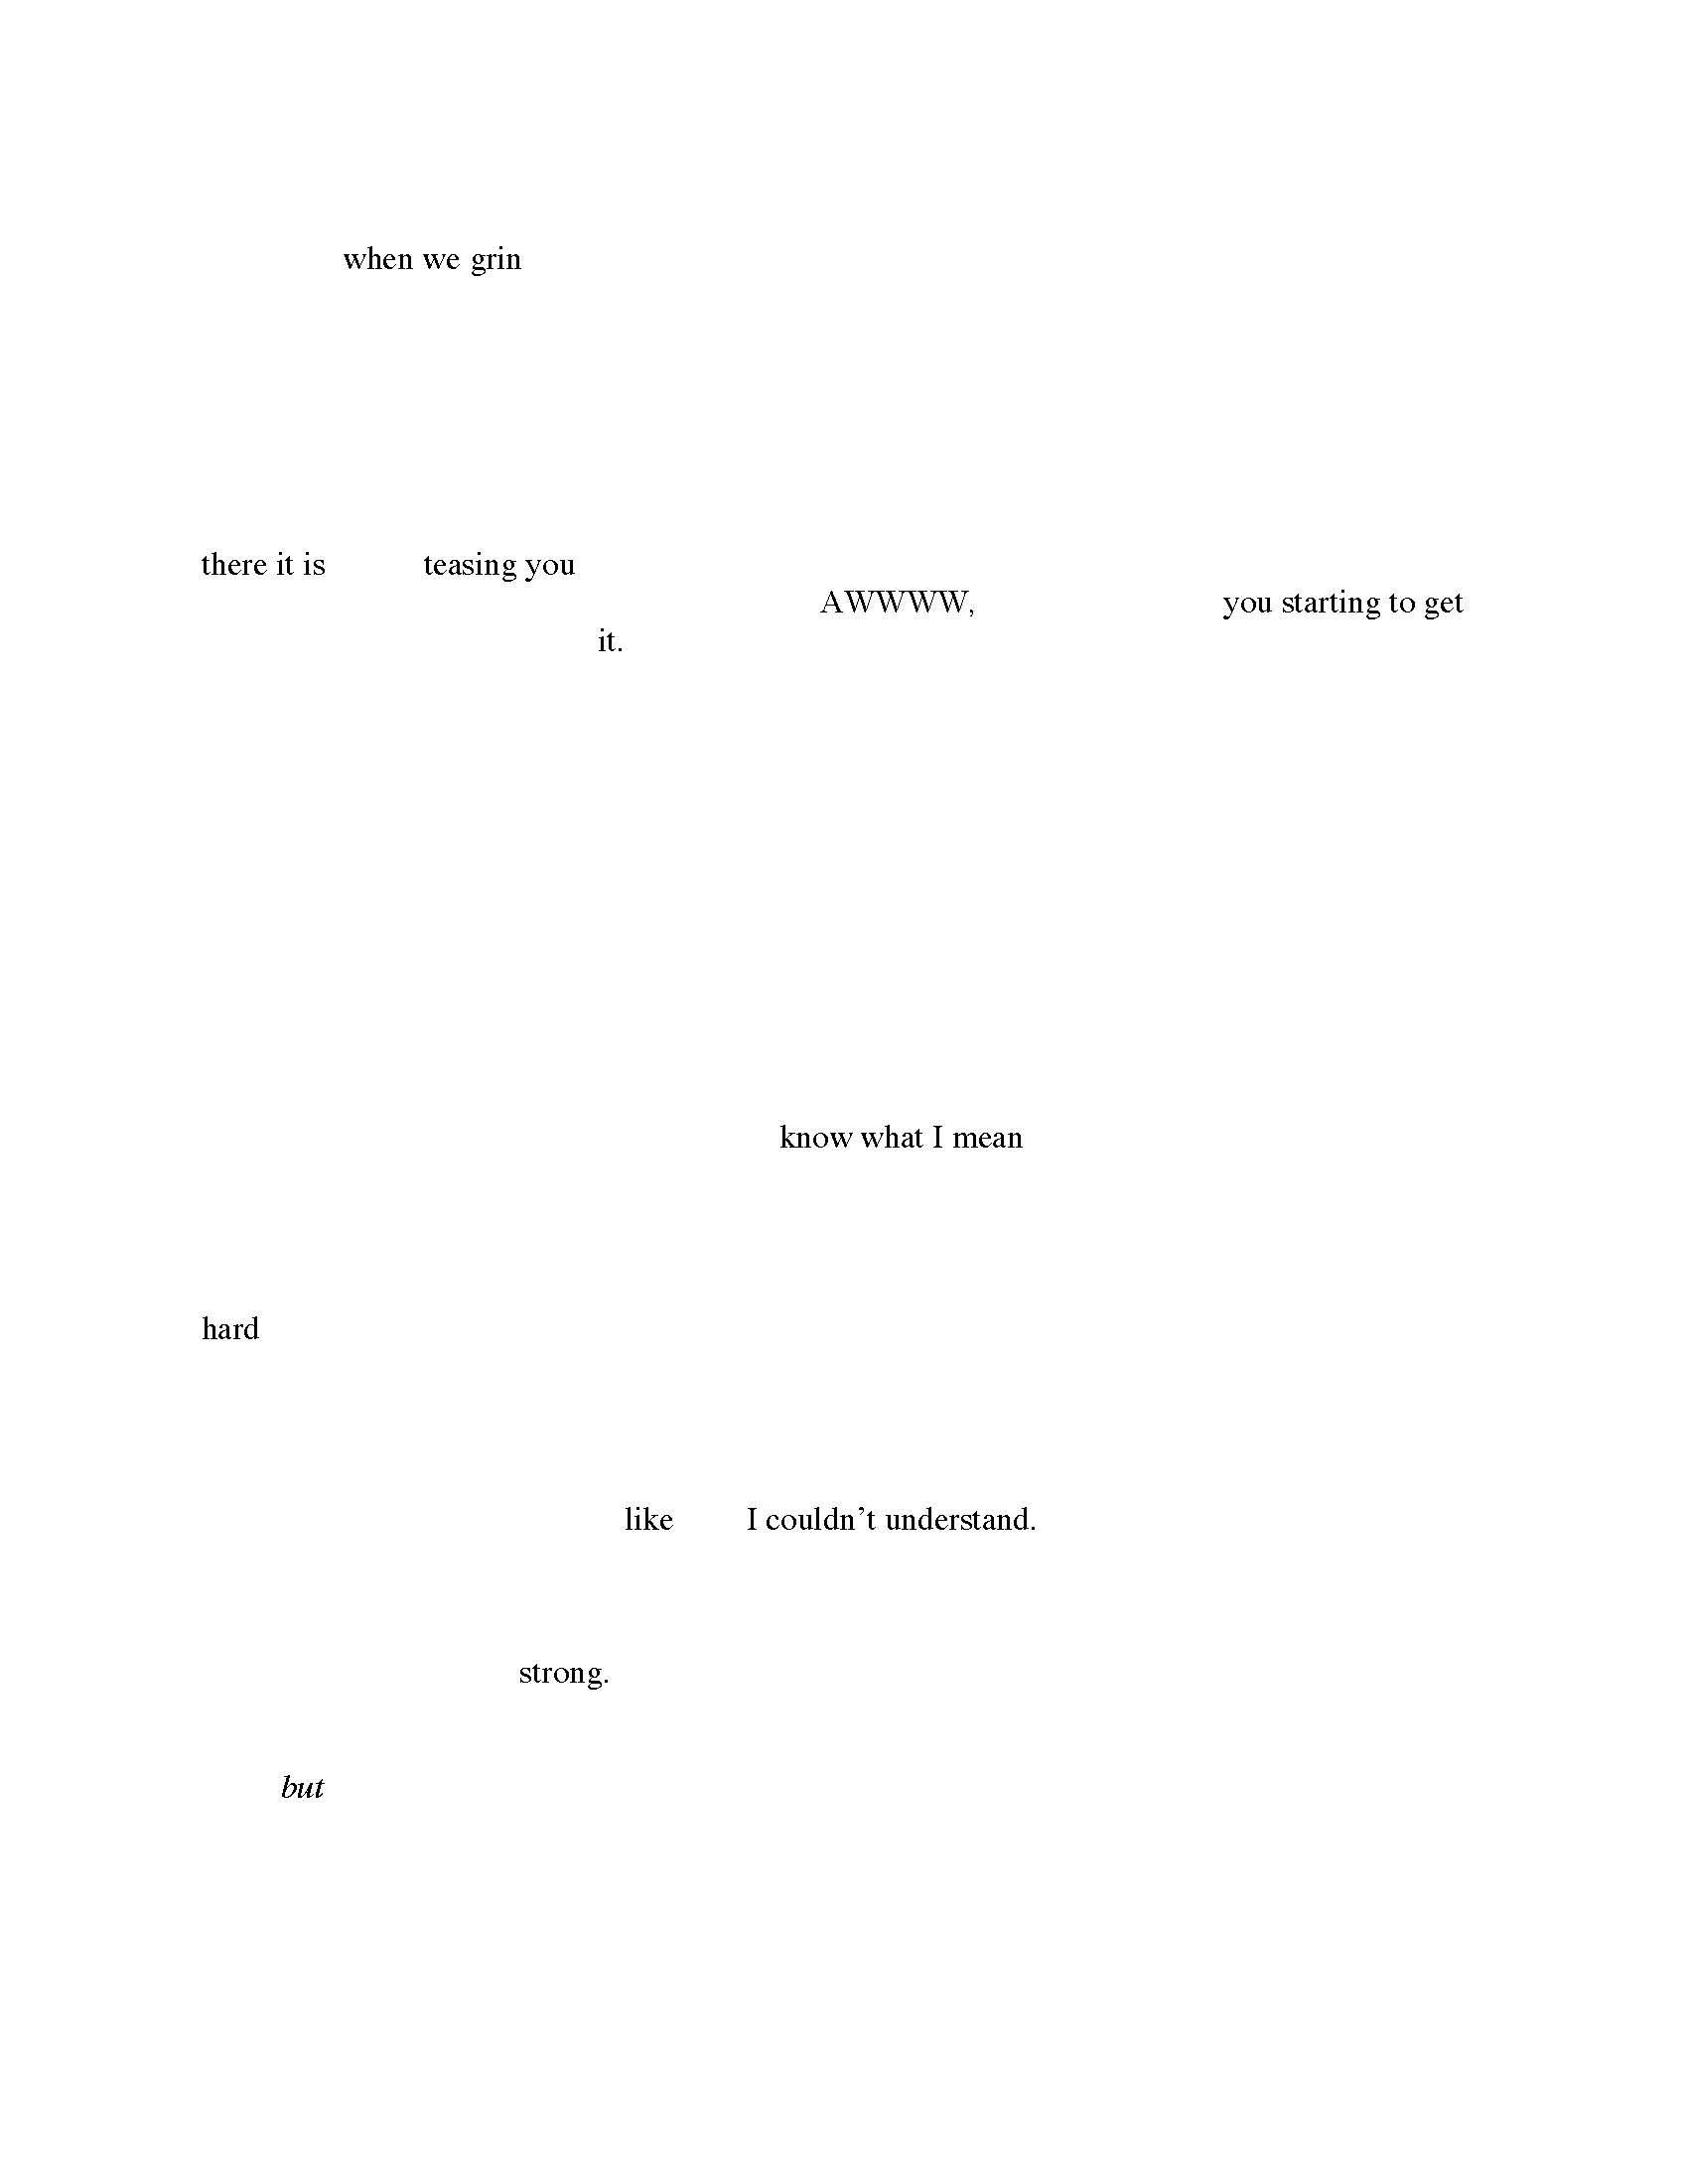 when we grin
there it is teasing you
AWWWW, you starting to get
it.
know what I mean
hard
like I couldn't understand.
strong.
but